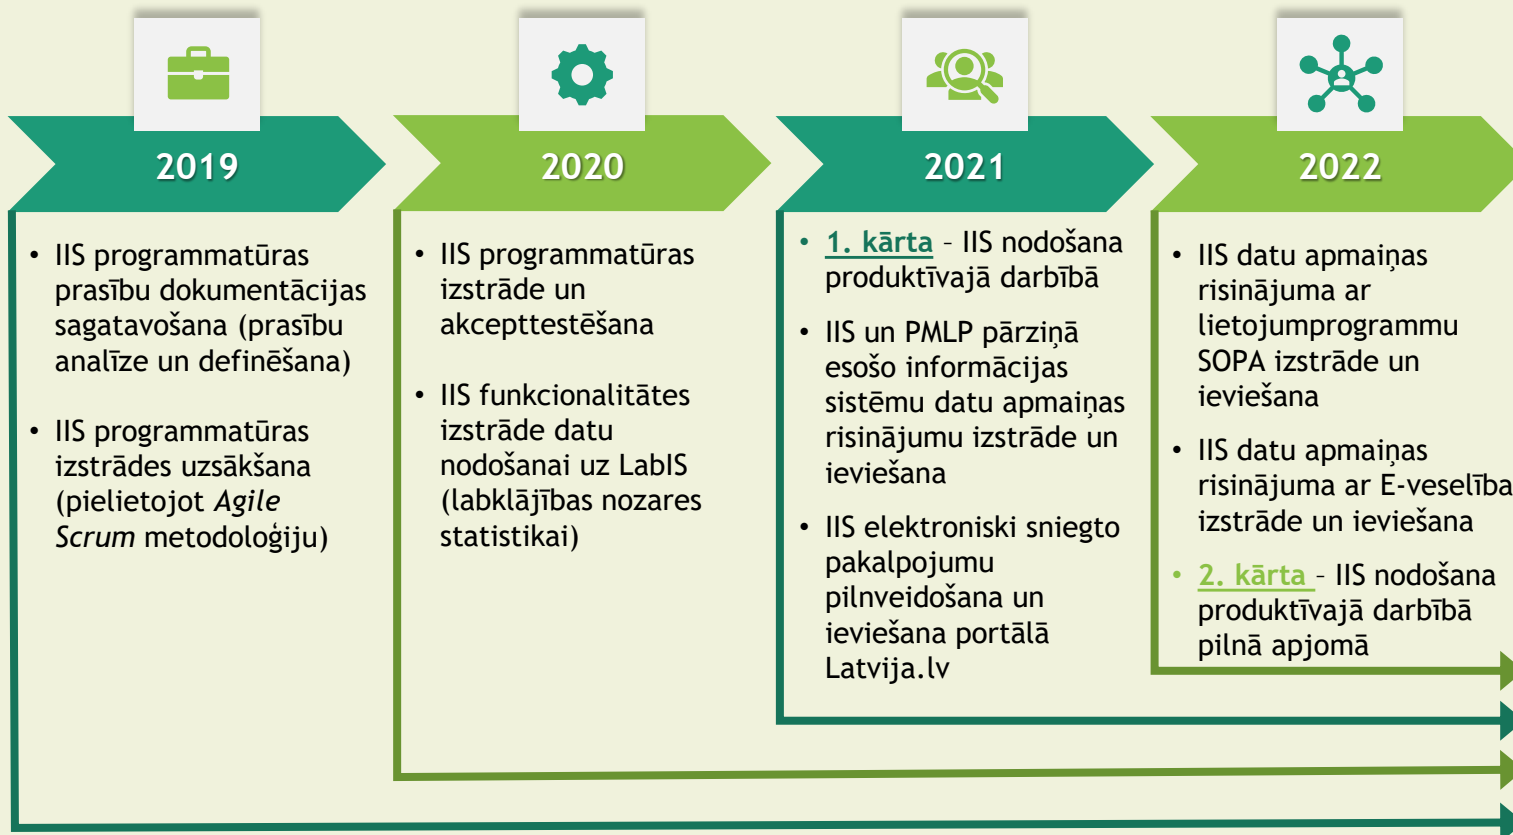 2019
• IIS programmatūras
prasību dokumentācijas
sagatavošana (prasību
analīze un definēšana)
• IIS programmatūras
izstrādes uzsākšana
(pielietojot Agile
Scrum metodoloģiju)
2020
• IIS programmatūras
izstrāde un
akcepttestēšana
• IIS funkcionalitātes
izstrāde datu
nodošanai uz LabIS
(labklājības nozares
statistikai)
2021
• 1. kārta – IIS nodošana
produktīvajā darbībā
• IIS un PMLP pārziņā
esošo informācijas
sistēmu datu apmaiņas
risinājumu izstrāde un
ieviešana
• IIS elektroniski sniegto
pakalpojumu
pilnveidošana un
ieviešana portālā
Latvija.lv
2022
• IIS datu apmaiņas
risinājuma ar
lietojumprogrammu
SOPA izstrāde un
ieviešana
• IIS datu apmaiņas
risinājuma ar E-veselība
izstrāde un ieviešana
• 2. kārta – IIS nodošana
produktīvajā darbībā
pilnā apjomā